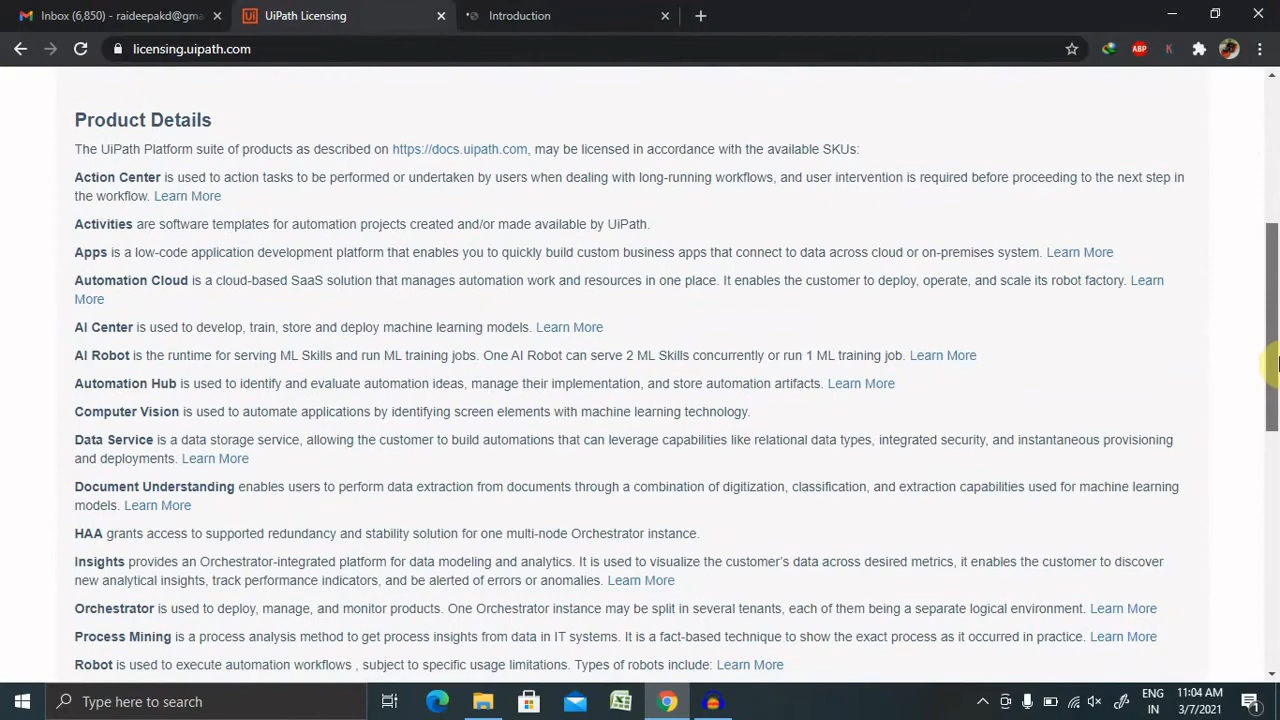 Inbox (6,850) - raideepakd@gma
UiPath Licensing
Introduction
licensing.uipath.com
ABP
K
Product Details
The UiPath Platform suite of products as described on https://docs.uipath.com, may be licensed in accordance with the available SKUs:
Action Center is used to action tasks to be performed or undertaken by users when dealing with long-running workflows, and user intervention is required before proceeding to the next step in
the workflow. Learn More
Activities are software templates for automation projects created and/or made available by UiPath.
Apps is a low-code application development platform that enables you to quickly build custom business apps that connect to data across cloud or on-premises system. Learn More
Automation Cloud is a cloud-based SaaS solution that manages automation work and resources in one place. It enables the customer to deploy, operate, and scale its robot factory. Learn
More
AI Center is used to develop, train, store and deploy machine learning models. Learn More
AI Robot is the runtime for serving ML Skills and run ML training jobs. One AI Robot can serve 2 ML Skills concurrently or run 1 ML training job. Learn More
Automation Hub is used to identify and evaluate automation ideas, manage their implementation, and store automation artifacts. Learn More
Computer Vision is used to automate applications by identifying screen elements with machine learning technology.
Data Service is a data storage service, allowing the customer to build automations that can leverage capabilities like relational data types, integrated security, and instantaneous provisioning
and deployments. Learn More
Document Understanding enables users to perform data extraction from documents through a combination of digitization, classification, and extraction capabilities used for machine learning
models. Learn More
HAA grants access to supported redundancy and stability solution for one multi-node Orchestrator instance.
Insights provides an Orchestrator-integrated platform for data modeling and analytics. It is used to visualize the customer's data across desired metrics, it enables the customer to discover
new analytical insights, track performance indicators, and be alerted of errors or anomalies. Learn More
Orchestrator is used to deploy, manage, and monitor products. One Orchestrator instance may be split in several tenants, each of them being a separate logical environment. Learn More
Process Mining is a process analysis method to get process insights from data in IT systems. It is a fact-based technique to show the exact process as it occurred in practice. Learn More
Robot is used to execute automation workflows , subject to specific usage limitations. Types of robots include: Learn More
Type here to search
ENG
IN
11:04 AM
3/7/2021
1